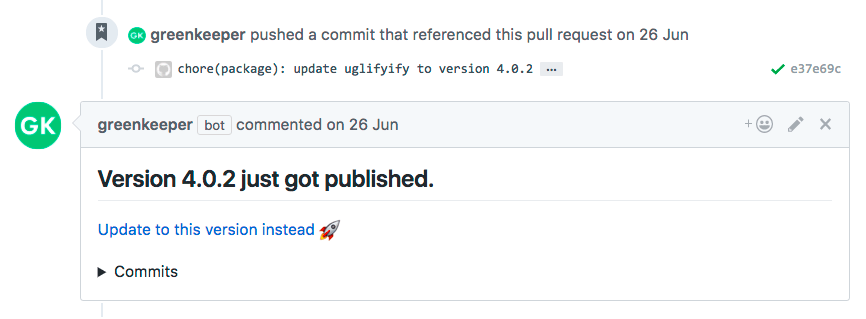 greenkeeper pushed a commit that referenced this pull request on 26 Jun
chore(package): update uglifyify to version 4.0.2 ... e37e69c
GK greenkeeper bot commented on 26 Jun
Version 4.0.2 just got published.
Update to this version instead 🚀
Commits